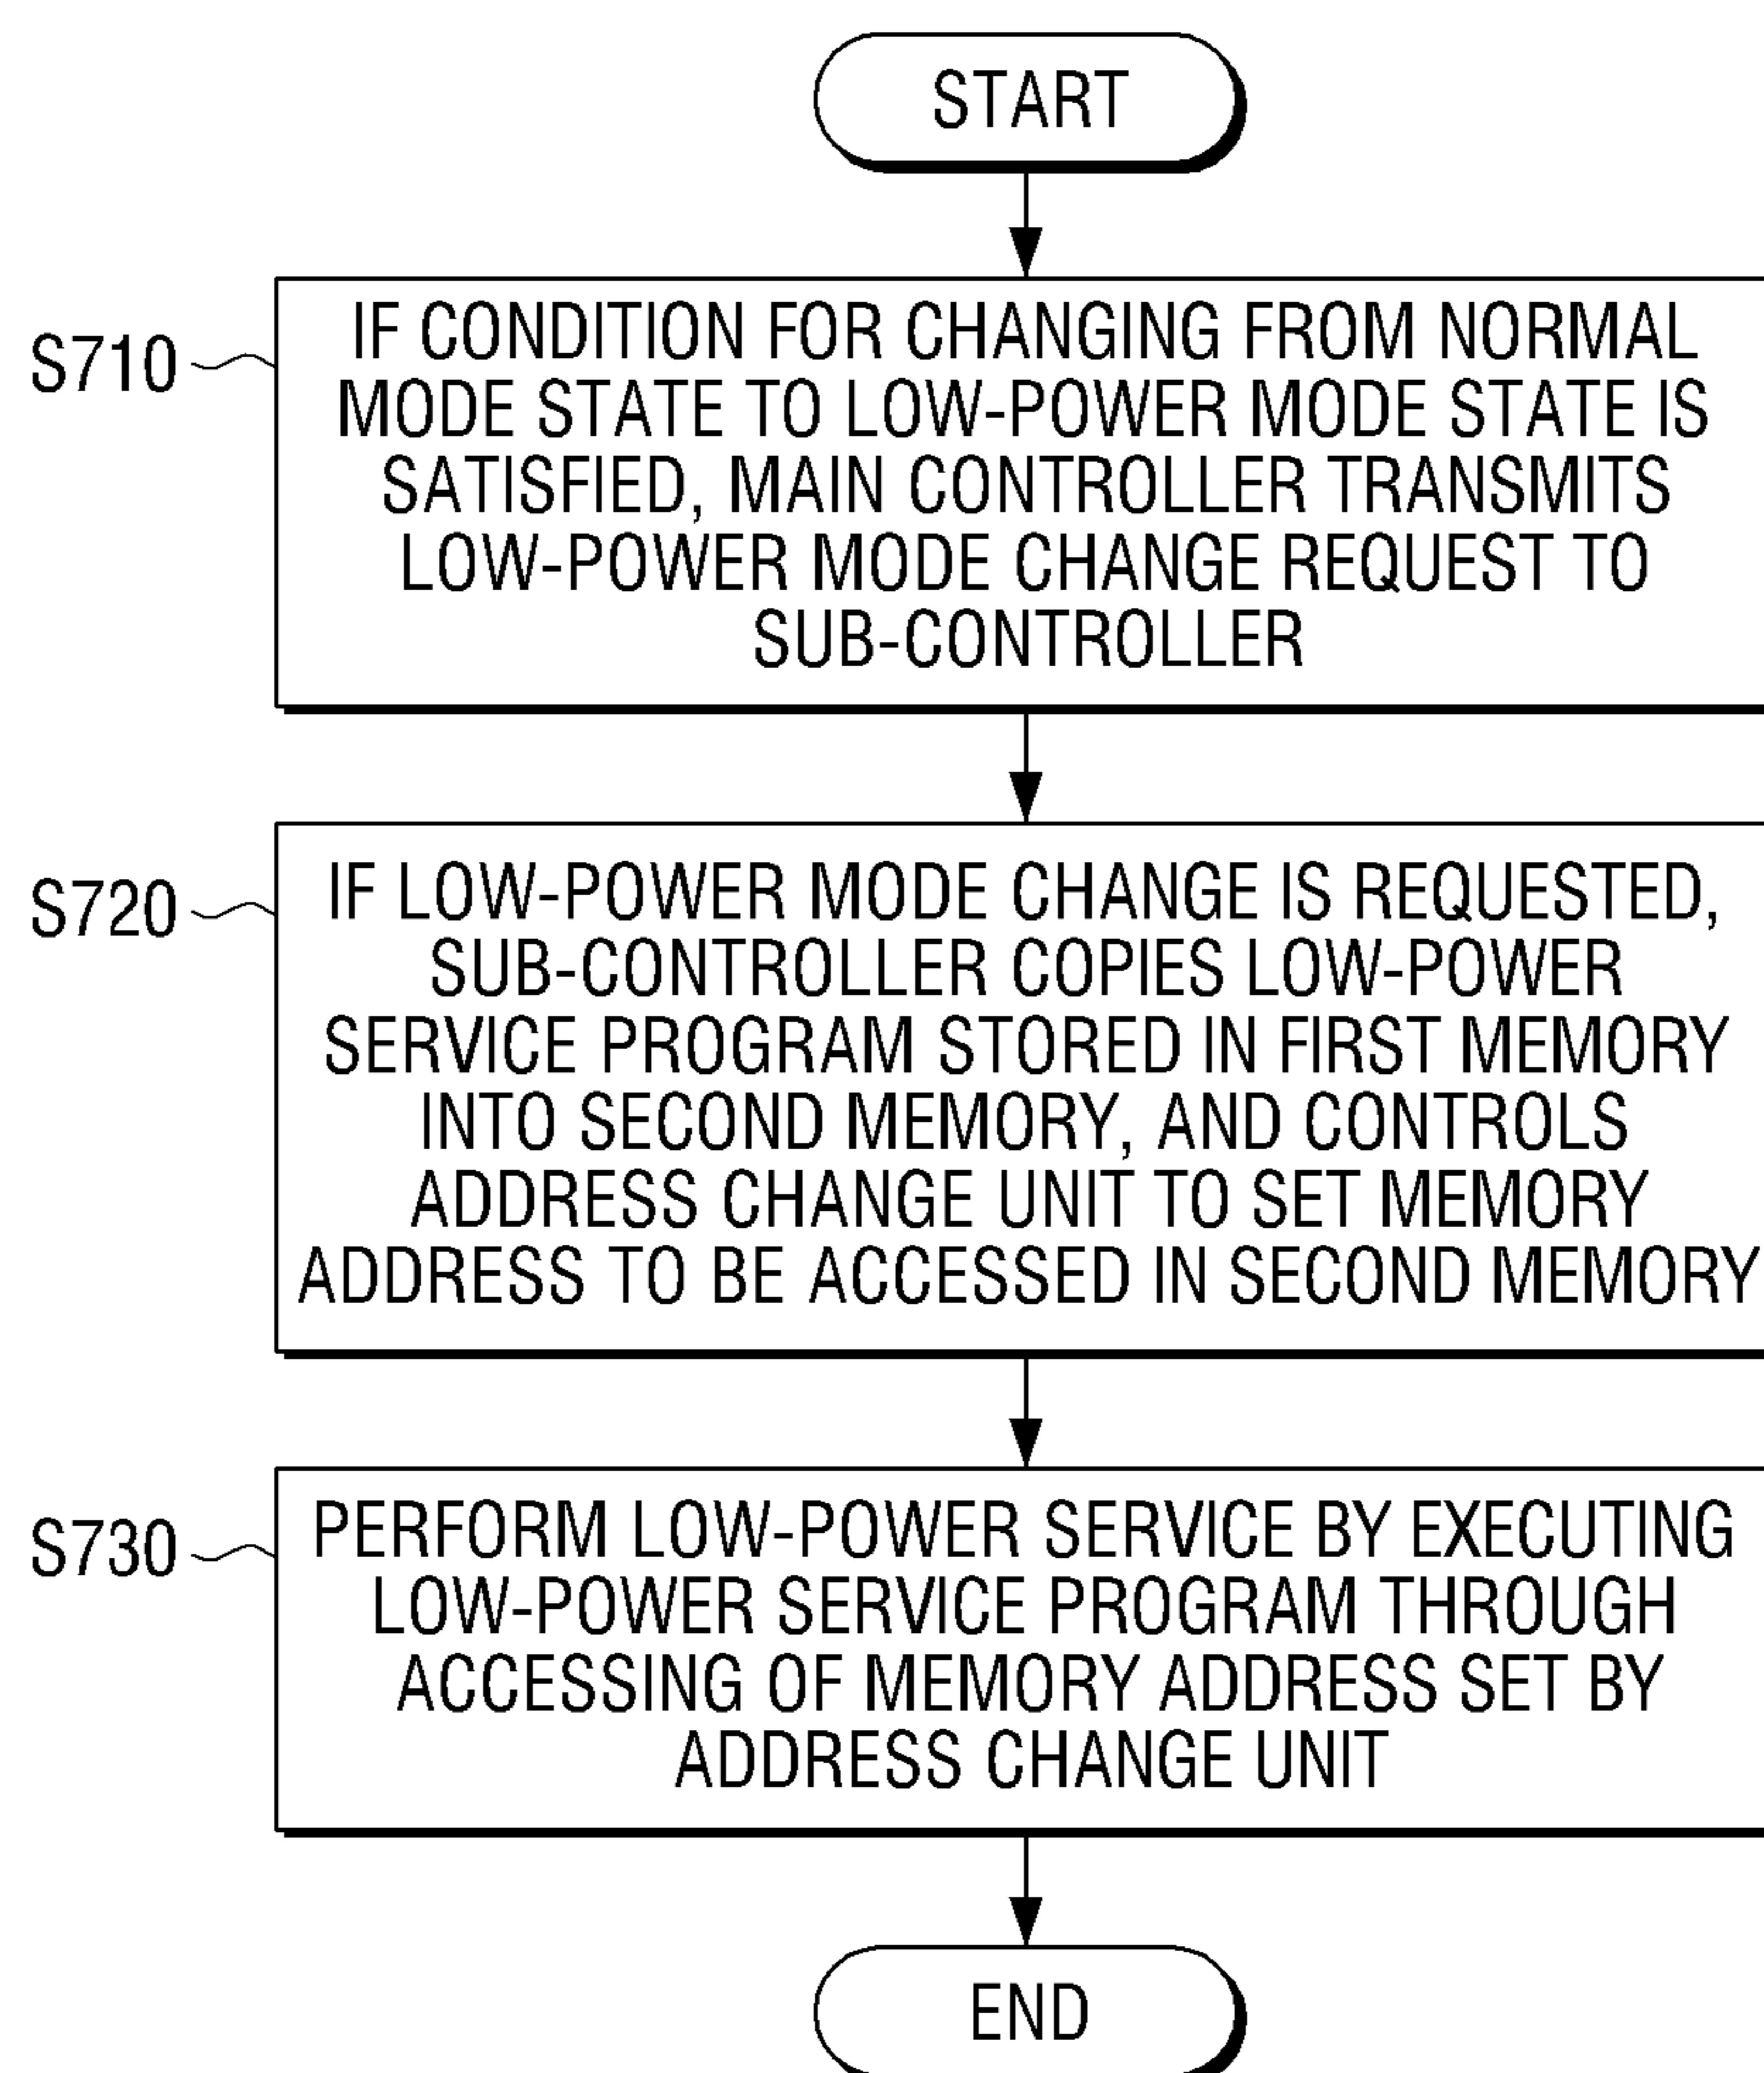 START
S710
IF CONDITION FOR CHANGING FROM NORMAL
MODE STATE TO LOW-POWER MODE STATE IS
SATISFIED, MAIN CONTROLLER TRANSMITS
LOW-POWER MODE CHANGE REQUEST TO
SUB-CONTROLLER
S720
IF LOW-POWER MODE CHANGE IS REQUESTED,
SUB-CONTROLLER COPIES LOW-POWER
SERVICE PROGRAM STORED IN FIRST MEMORY
INTO SECOND MEMORY, AND CONTROLS
ADDRESS CHANGE UNIT TO SET MEMORY
ADDRESS TO BE ACCESSED IN SECOND MEMORY
S730
PERFORM LOW-POWER SERVICE BY EXECUTING
LOW-POWER SERVICE PROGRAM THROUGH
ACCESSING OF MEMORY ADDRESS SET BY
ADDRESS CHANGE UNIT
END